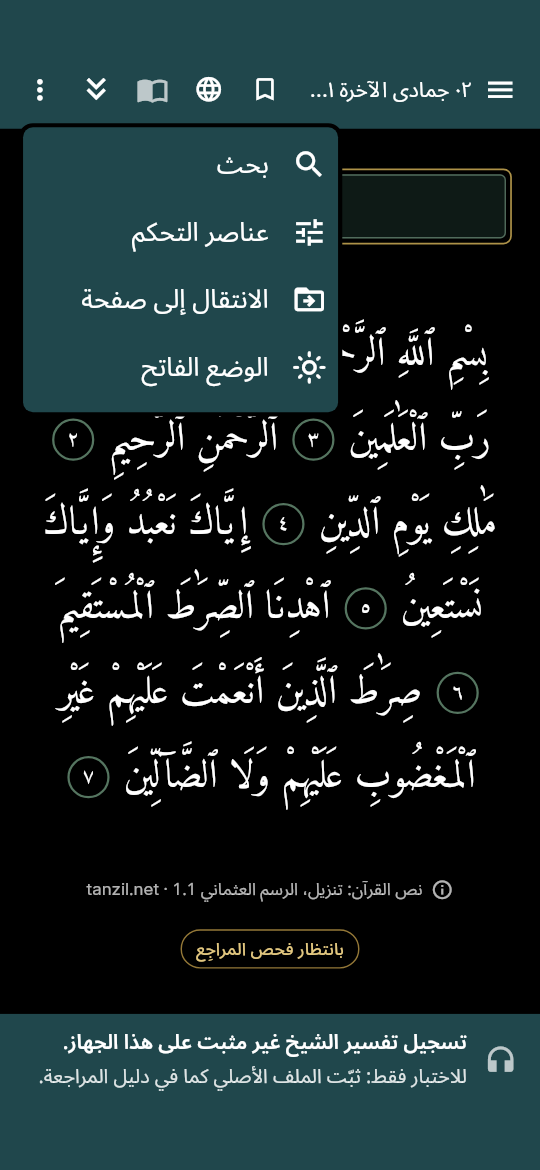 ٠٢ جمادى الآخرة ١...
بحث
عناصر التحكم
الانتقال إلى صفحة
الوضع الفاتح
بِسْمِ ٱللَّهِ
رَبِّ ٱلْعَٰلَمِينَ ٣ ٱلرَّحْمَٰنِ ٱلرَّحِيمِ ٢
مَٰلِكِ يَوْمِ ٱلدِّينِ ٤ إِيَّاكَ نَعْبُدُ وَإِيَّاكَ
نَسْتَعِينُ ٥ ٱهْدِنَا ٱلصِّرَٰطَ ٱلْمُسْتَقِيمَ
٦ صِرَٰطَ ٱلَّذِينَ أَنْعَمْتَ عَلَيْهِمْ غَيْرِ
ٱلْمَغْضُوبِ عَلَيْهِمْ وَلَا ٱلضَّآلِّينَ ٧
نص القرآن: تنزيل، الرسم العثماني 1.1 · tanzil.net
بانتظار فحص المراجع
تسجيل تفسير الشيخ غير مثبت على هذا الجهاز.
للاختبار فقط: ثبّت الملف الأصلي كما في دليل المراجعة.